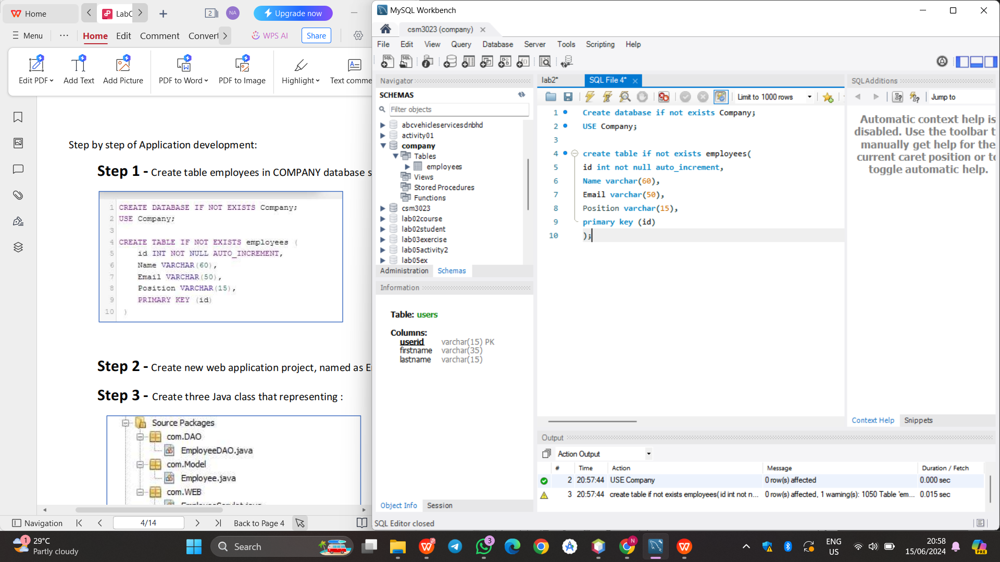 Home
LabC
2
NA
Upgrade now
Menu
Home Edit Comment Convert
WPS AI
Share
Edit PDF
Add Text
Add Picture
PDF to Word
PDF to Image
Highlight
Text comme
Step by step of Application development:
Step 1 - Create table employees in COMPANY database s
1 CREATE DATABASE IF NOT EXISTS Company;
2 USE Company;
3
4 CREATE TABLE IF NOT EXISTS employees (
5 id INT NOT NULL AUTO_INCREMENT,
6 Name VARCHAR(60),
7 Email VARCHAR(50),
8 Position VARCHAR(15),
9 PRIMARY KEY (id)
10 )
Step 2 - Create new web application project, named as E
Step 3 - Create three Java class that representing :
Source Packages
com.DAO
EmployeeDAO.java
com.Model
Employee.java
com.WEB
Navigation
4/14
Back to Page 4
MySQL Workbench
csm3023 (company)
File Edit View Query Database Server Tools Scripting Help
Navigator
SCHEMAS
Filter objects
abcvehicleservicesdnbhd
activity01
company
Tables
employees
Views
Stored Procedures
Functions
csm3023
lab02course
lab02student
lab03exercise
lab05activity2
lab05ex
Administration Schemas
Information
Table: users
Columns:
userid varchar(15) PK
firstname varchar(35)
lastname varchar(15)
Object Info Session
SQL Editor closed
lab2*
SQL File 4*
Limit to 1000 rows
1 Create database if not exists Company;
2 USE Company;
3
4 create table if not exists employees(
5 id int not null auto_increment,
6 Name varchar(60),
7 Email varchar(50),
8 Position varchar(15),
9 primary key (id)
10 );
SQLAdditions
Jump to
Automatic context help is
disabled. Use the toolbar t
manually get help for the
current caret position or to
toggle automatic help.
Context Help Snippets
Output
Action Output
# Time Action Message Duration / Fetch
2 20:57:44 USE Company 0 row(s) affected 0.000 sec
3 20:57:44 create table if not exists employees( id int not n... 0 row(s) affected, 1 warning(s): 1050 Table 'em... 0.015 sec
1
29°C
Partly cloudy
Search
3
N
ENG
US
20:58
15/06/2024
PRE